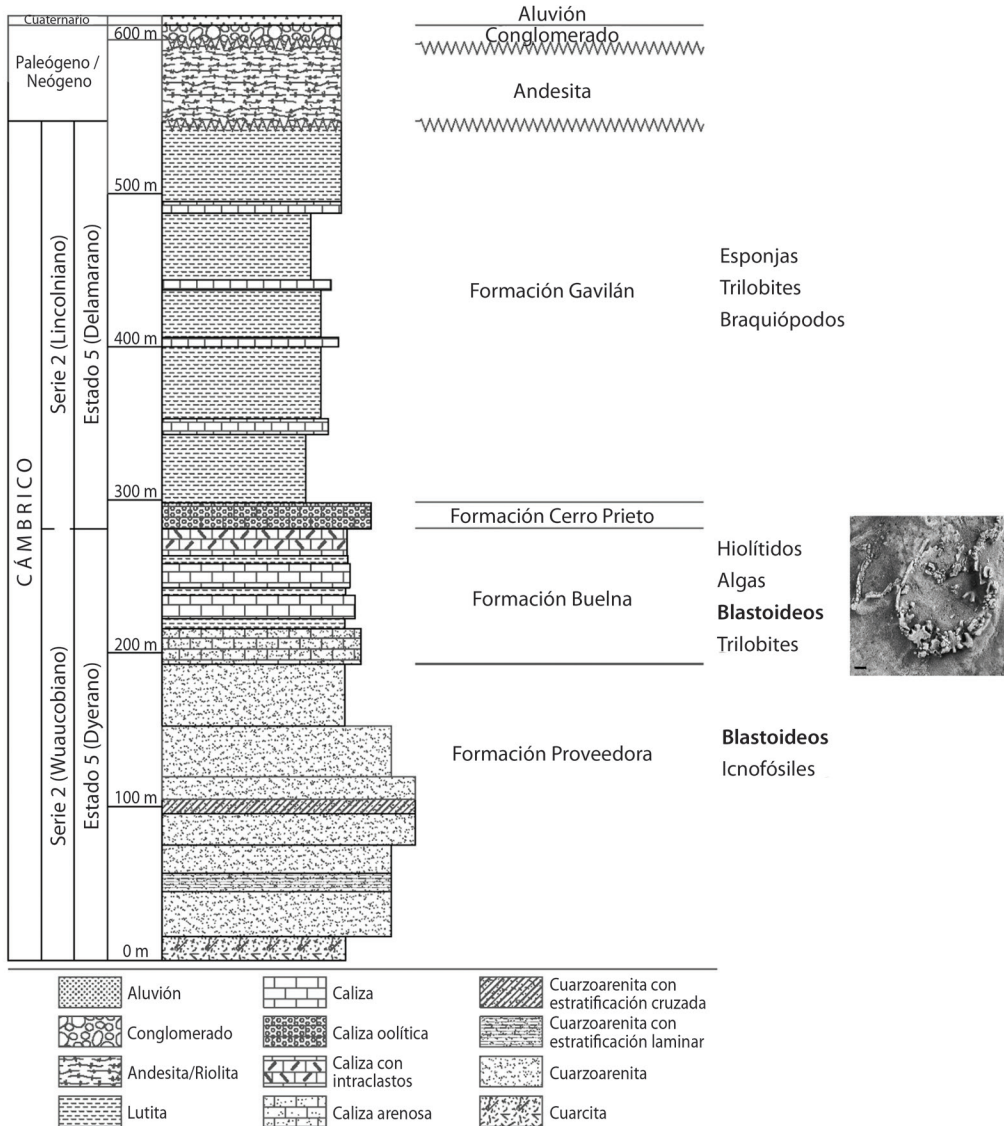 Cuaternario
Paleógeno /
Neógeno
CÁMBRICO
Serie 2 (Lincolniano)
Estado 5 (Delamarano)
Serie 2 (Wuaucobiano)
Estado 5 (Dyerano)
600 m
500 m
400 m
300 m
200 m
100 m
0 m
Aluvión
Conglomerado
Andesita
Formación Gavilán
Esponjas
Trilobites
Braquiópodos
Formación Cerro Prieto
Formación Buelna
Hiolítidos
Algas
Blastoideos
Trilobites
Formación Proveedora
Blastoideos
Icnofósiles
Aluvión
Conglomerado
Andesita/Riolita
Lutita
Caliza
Caliza oolítica
Caliza con
intraclastos
Caliza arenosa
Cuarzoarenita con
estratificación cruzada
Cuarzoarenita con
estratificación laminar
Cuarzoarenita
Cuarcita